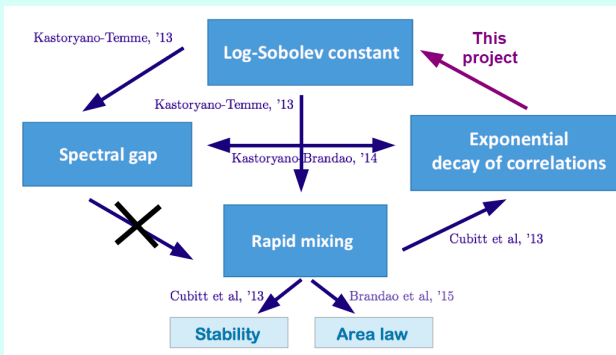 Kastoryano-Temme, '13
Log-Sobolev constant
This
project
Kastoryano-Temme, '13
Spectral gap
Kastoryano-Brandao, '14
Exponential
decay of correlations
Rapid mixing
Cubitt et al, '13
Cubitt et al, '13
Brandao et al, '15
Stability
Area law